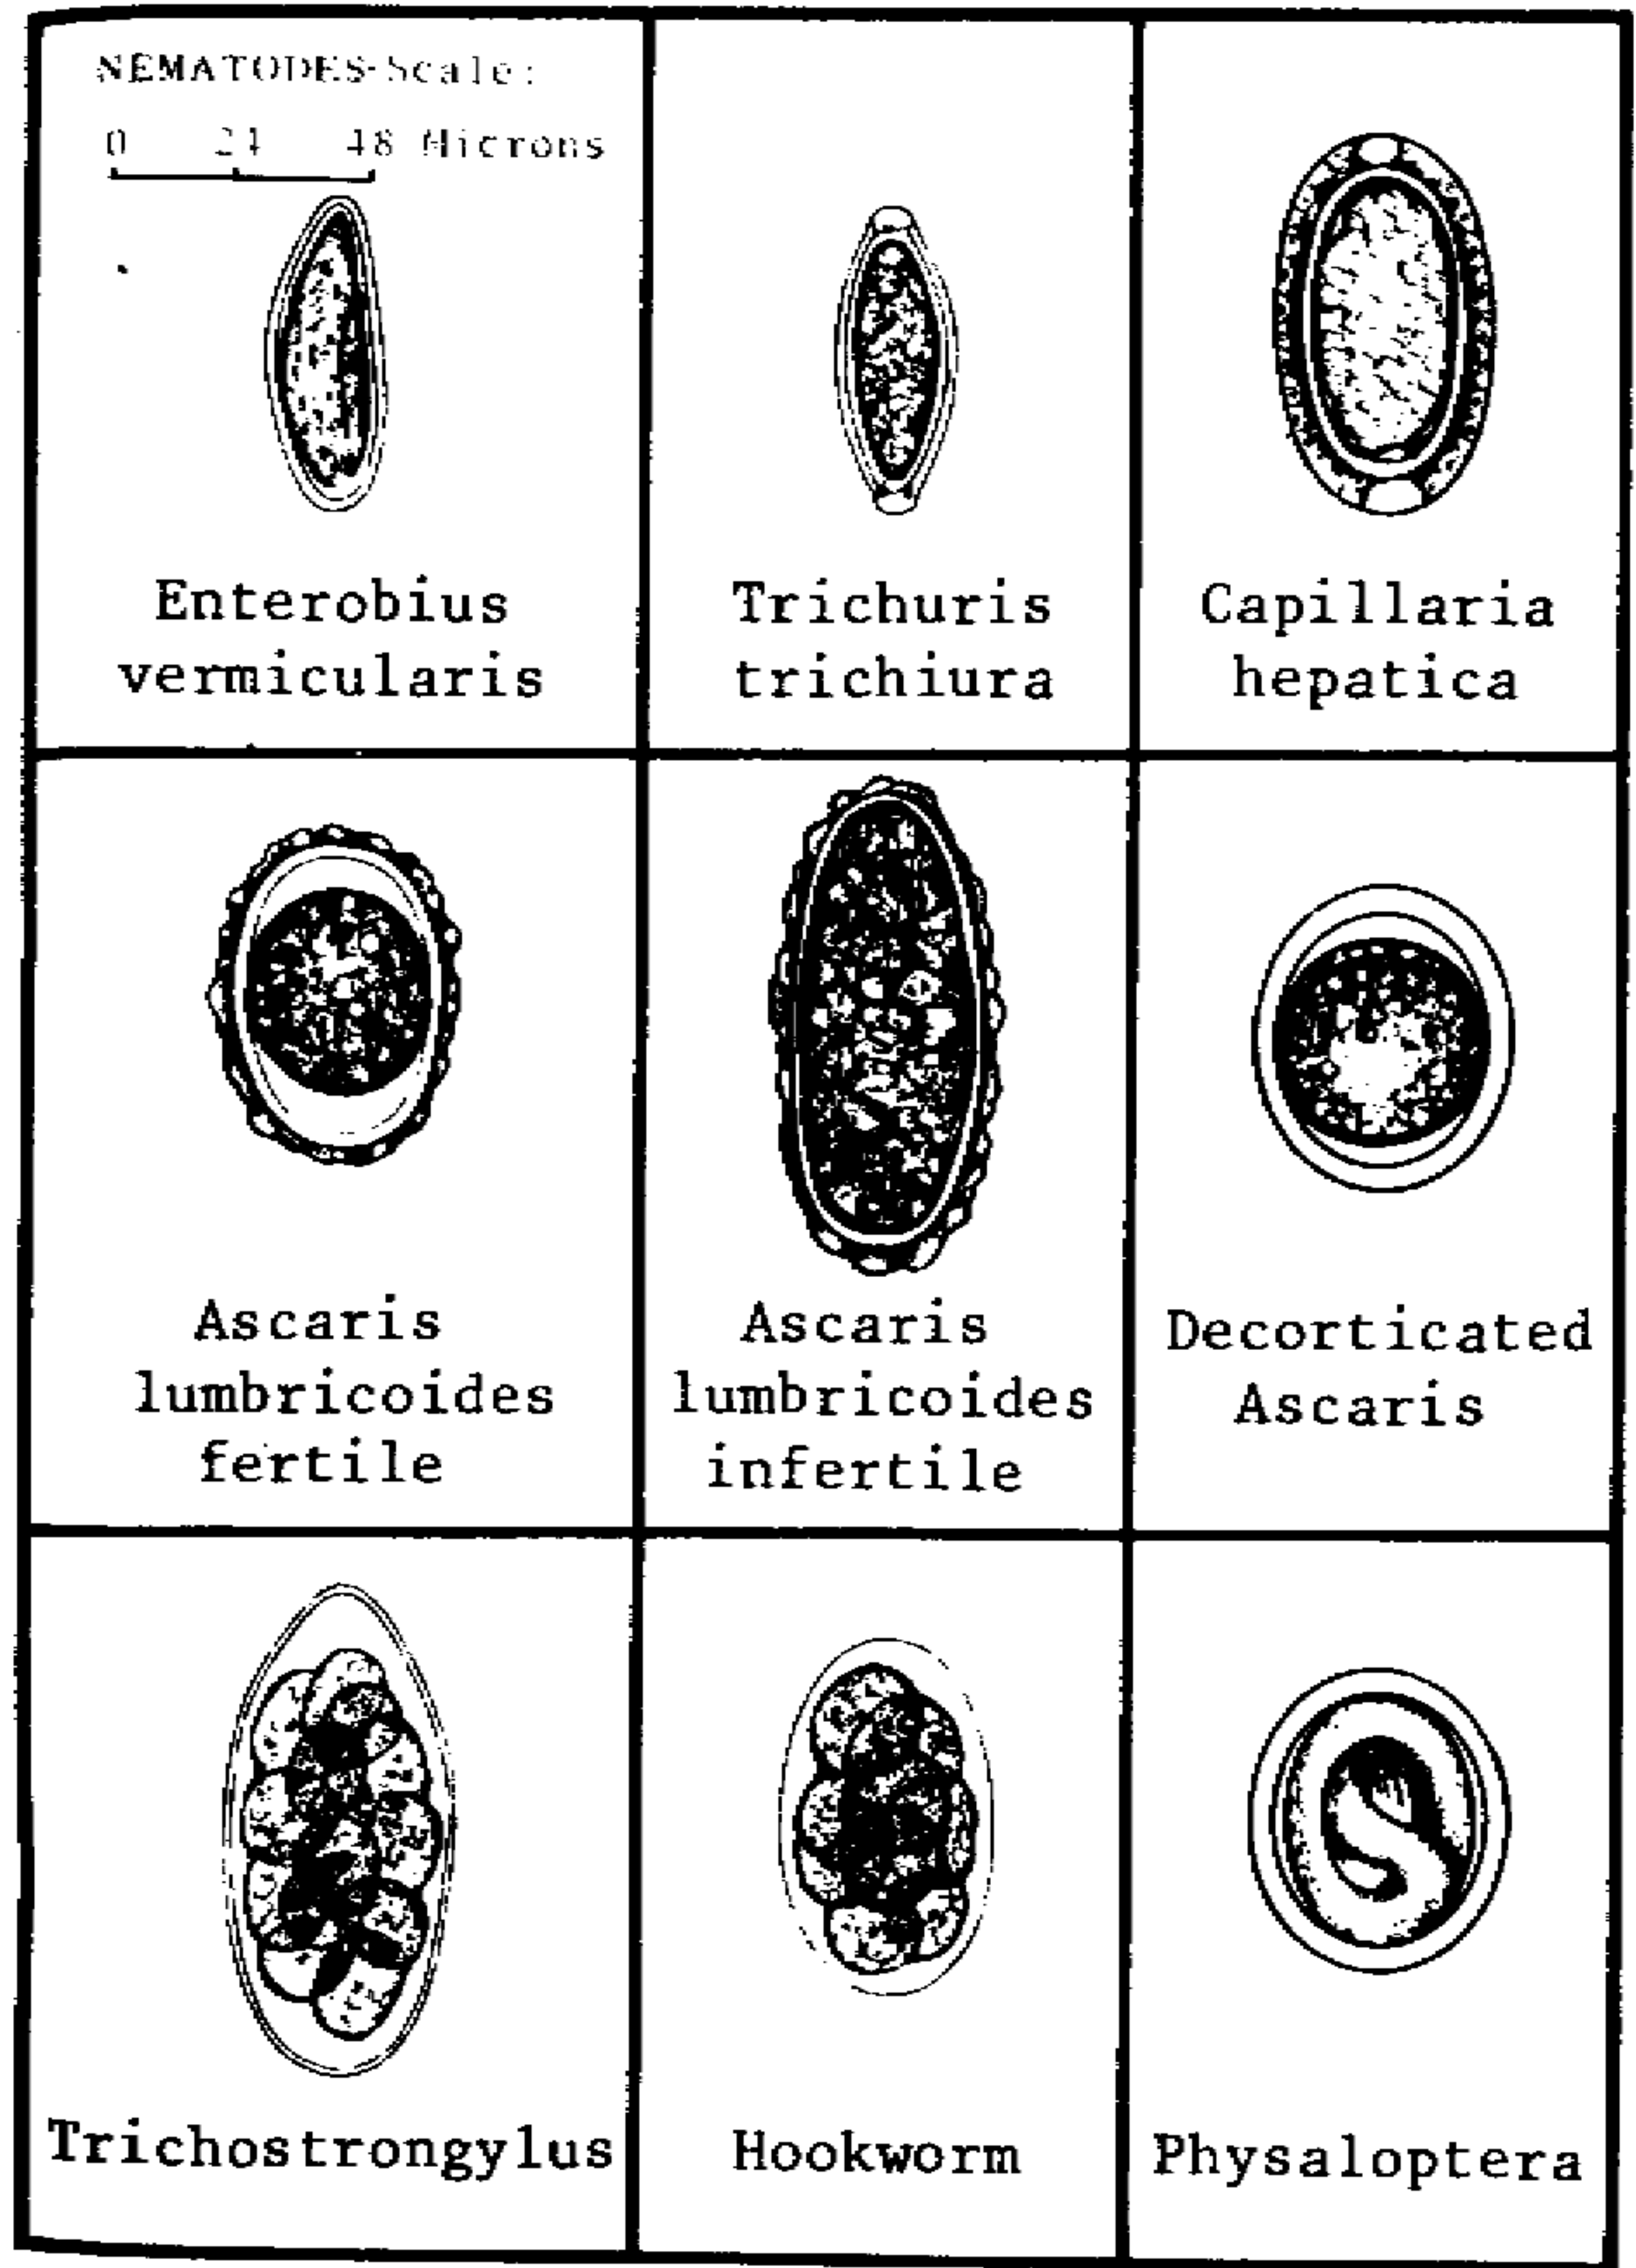 NEMATODES-Scale:
0 24 48 Microns
Enterobius
vermicularis
Trichuris
trichiura
Capillaria
hepatica
Ascaris
lumbricoides
fertile
Ascaris
lumbricoides
infertile
Decorticated
Ascaris
Trichostrongylus
Hookworm
Physaloptera